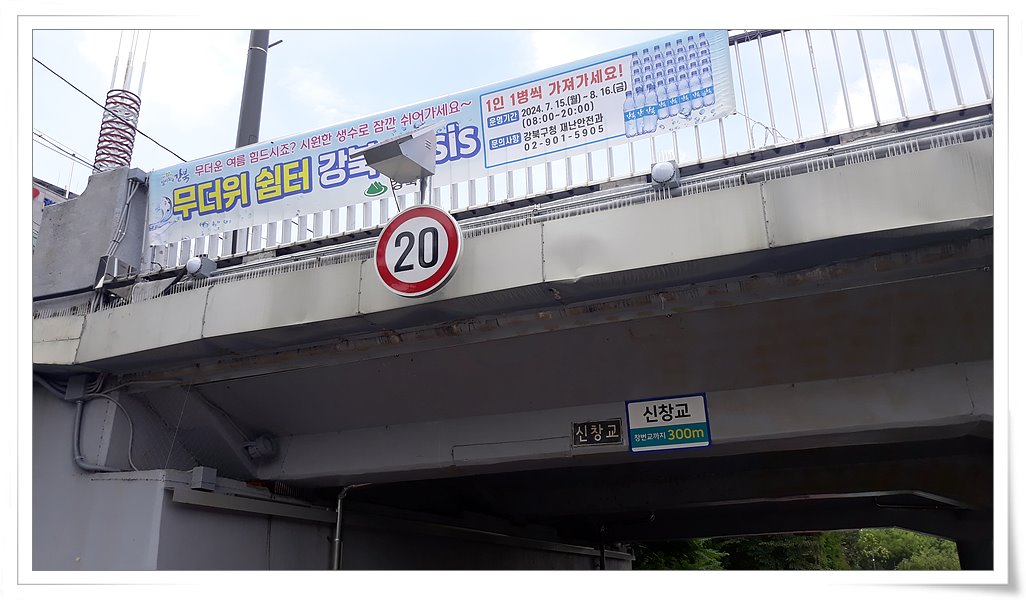 무더운 여름 힘드시죠? 시원한 생수로 잠깐 쉬어가세요~
강북
무더위 쉼터 강북 sis
1인 1병씩 가져가세요!
운영기간 2024. 7. 15.(월) ~ 8. 16.(금)
(08:00~20:00)
문의사항 강북구청 재난안전과
02-901-5905
20
신창교
신창교
창번교까지 300m